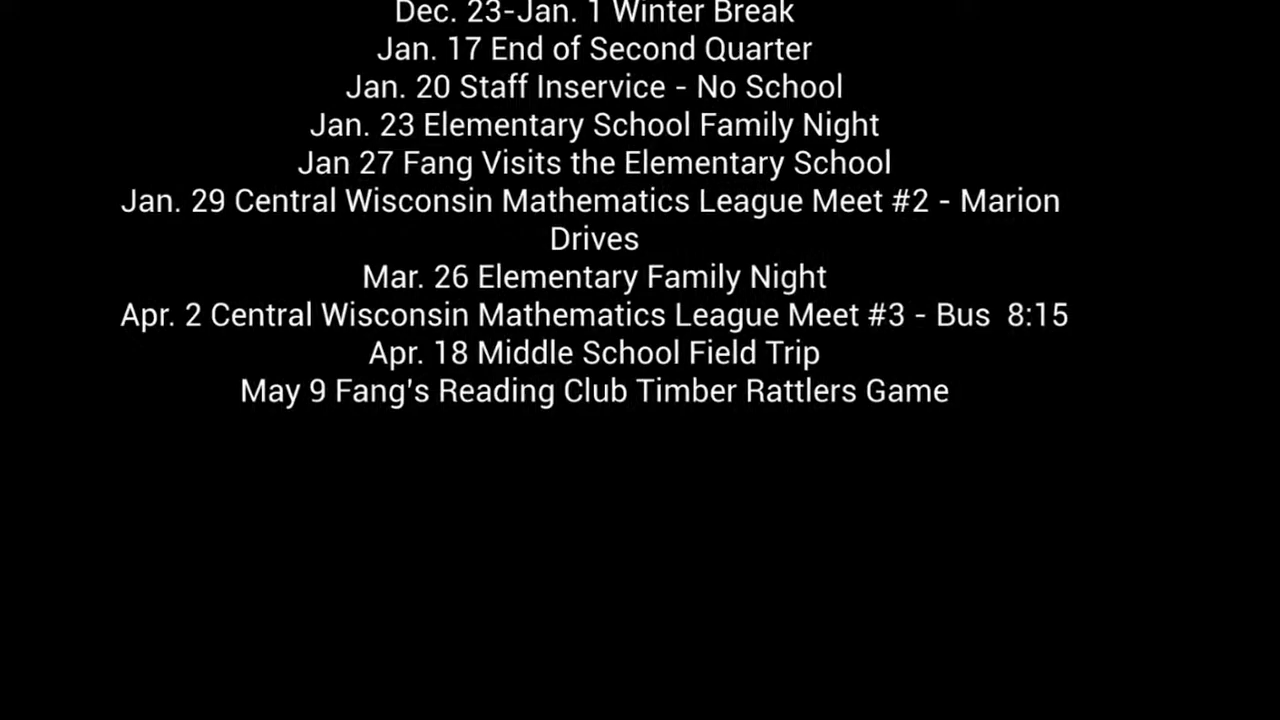 Dec. 23-Jan. 1 Winter Break
Jan. 17 End of Second Quarter
Jan. 20 Staff Inservice - No School
Jan. 23 Elementary School Family Night
Jan 27 Fang Visits the Elementary School
Jan. 29 Central Wisconsin Mathematics League Meet #2 - Marion
Drives
Mar. 26 Elementary Family Night
Apr. 2 Central Wisconsin Mathematics League Meet #3 - Bus  8:15
Apr. 18 Middle School Field Trip
May 9 Fang's Reading Club Timber Rattlers Game